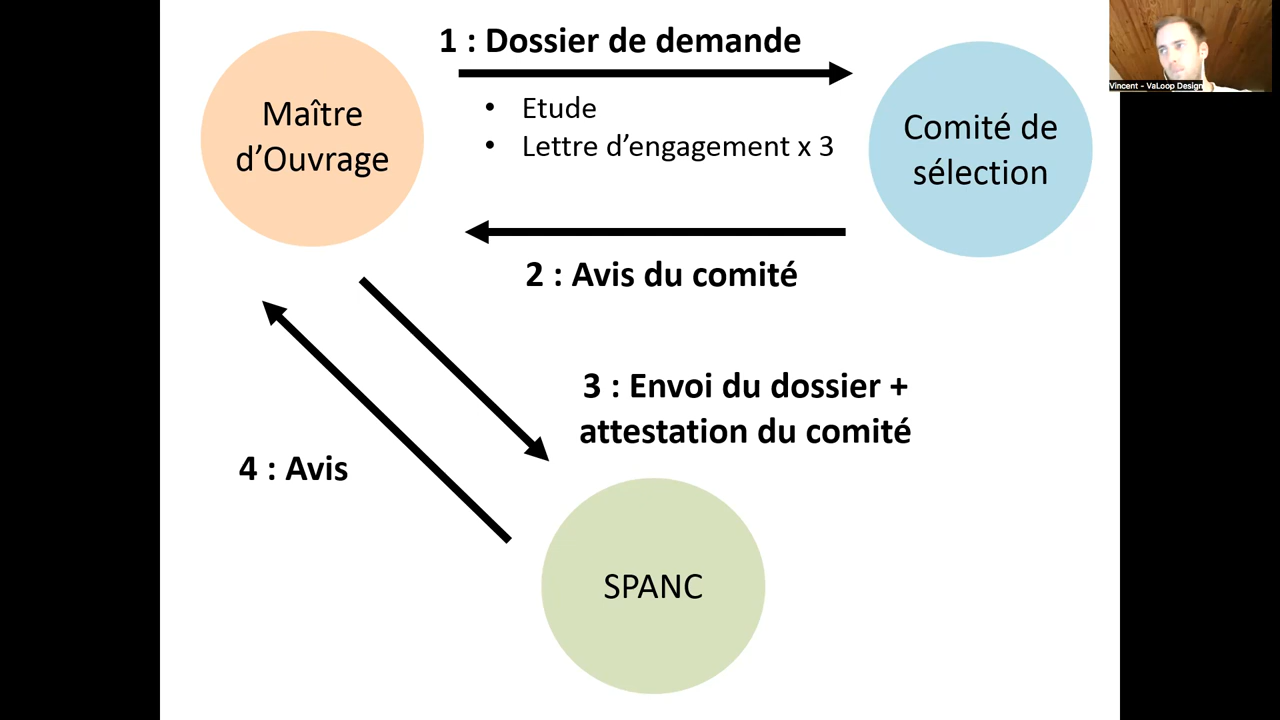 1 : Dossier de demande
Maître
d’Ouvrage
• Etude
• Lettre d’engagement x 3
Comité de
sélection
Vincent - VaLoop Design
2 : Avis du comité
3 : Envoi du dossier +
attestation du comité
4 : Avis
SPANC